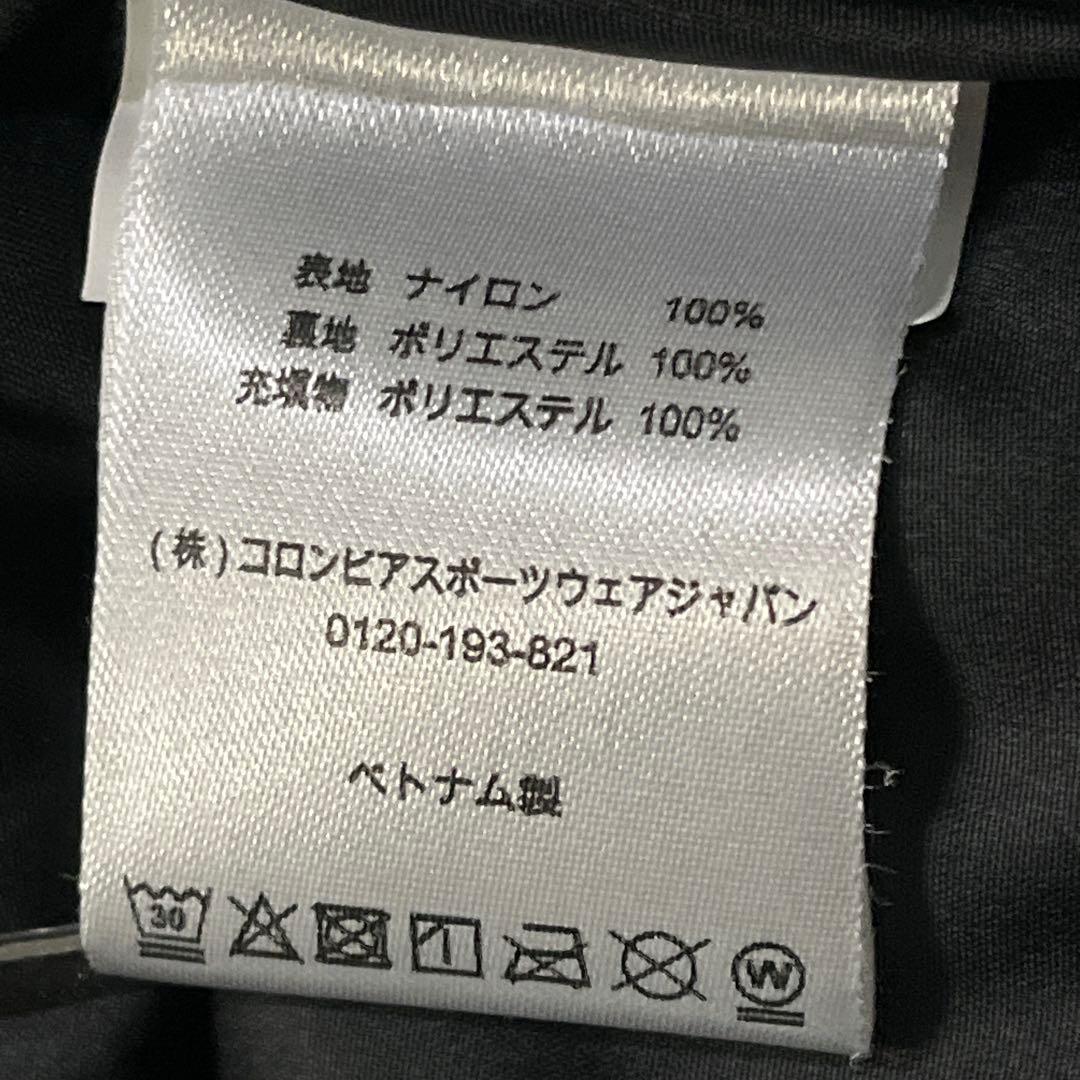 表地 ナイロン 100%
裏地 ポリエステル 100%
充填物 ポリエステル 100%
(株)コロンビアスポーツウェアジャパン
0120-193-821
ベトナム製
30
W